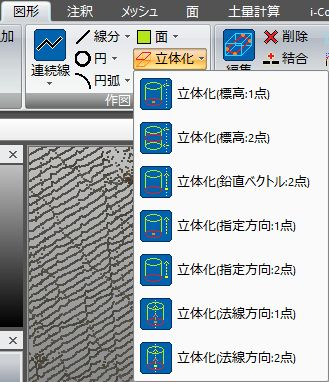 加 図形 注釈 メッシュ 面 土量計算
連続線 線分 面 削除
円 立体化 結合
円弧
作図
立体化(標高:1点)
立体化(標高:2点)
立体化(鉛直ベクトル:2点)
立体化(指定方向:1点)
立体化(指定方向:2点)
立体化(法線方向:1点)
立体化(法線方向:2点)